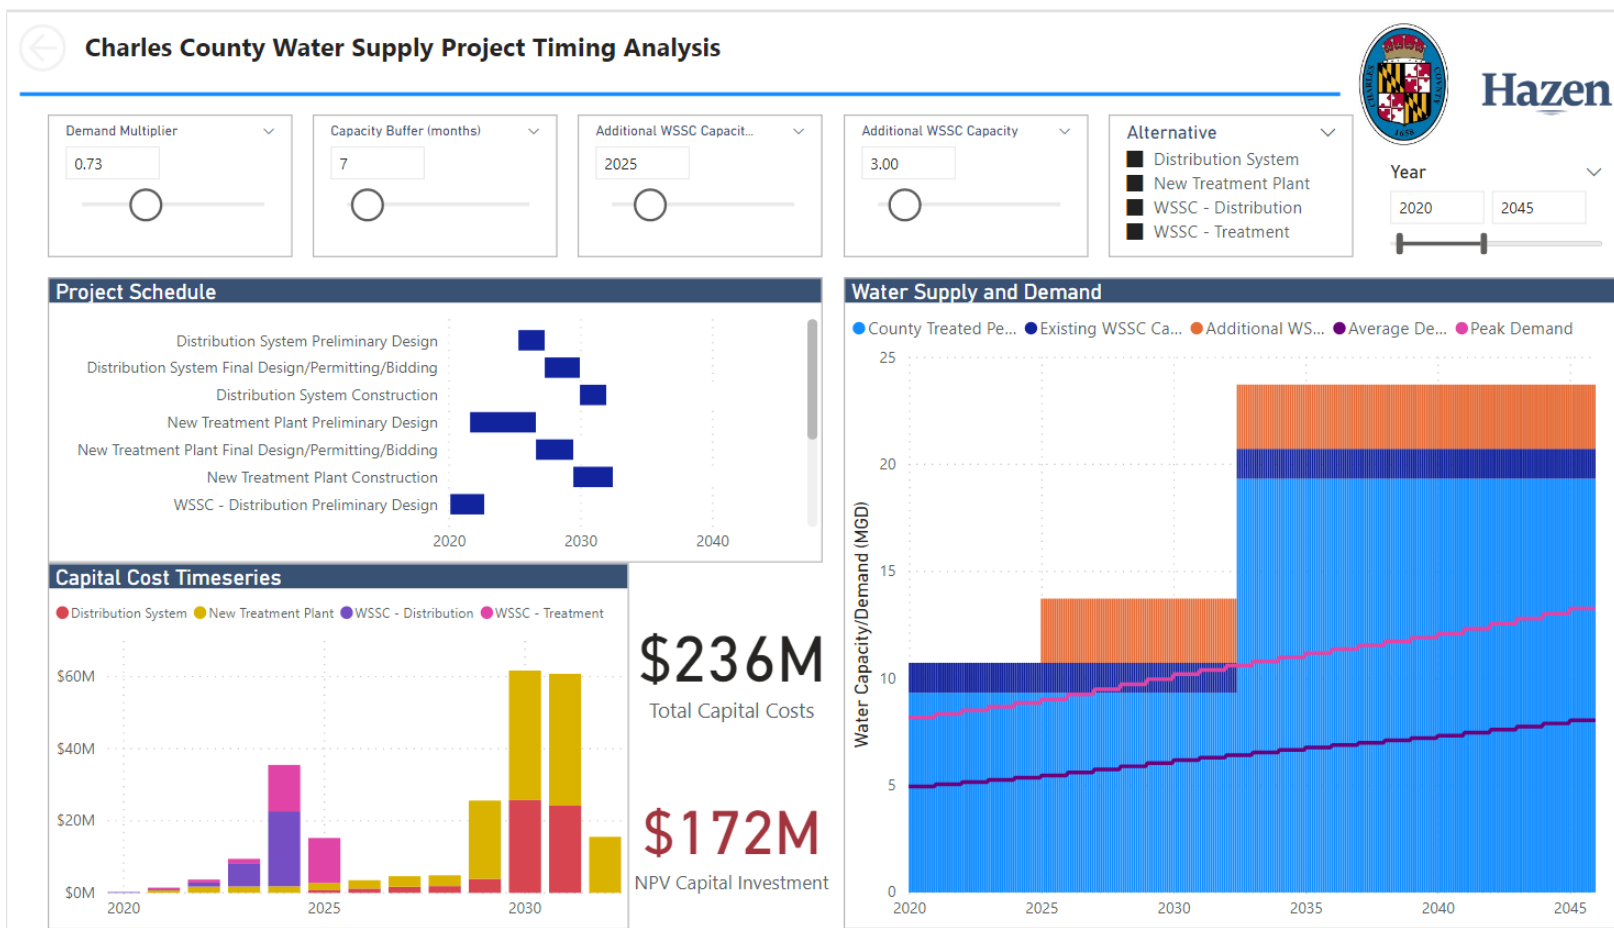 Charles County Water Supply Project Timing Analysis
CHARLES COUNTY
1658
Hazen
Demand Multiplier
0.73
Capacity Buffer (months)
7
Additional WSSC Capacit...
2025
Additional WSSC Capacity
3.00
Alternative
Distribution System
New Treatment Plant
WSSC - Distribution
WSSC - Treatment
Year
2020 2045
Project Schedule
Distribution System Preliminary Design
Distribution System Final Design/Permitting/Bidding
Distribution System Construction
New Treatment Plant Preliminary Design
New Treatment Plant Final Design/Permitting/Bidding
New Treatment Plant Construction
WSSC - Distribution Preliminary Design
2020 2030 2040
Capital Cost Timeseries
Distribution System New Treatment Plant WSSC - Distribution WSSC - Treatment
$60M
$40M
$20M
$0M
2020 2025 2030
$236M
Total Capital Costs
$172M
NPV Capital Investment
Water Supply and Demand
County Treated Pe... Existing WSSC Ca... Additional WS... Average De... Peak Demand
Water Capacity/Demand (MGD)
25
20
15
10
5
0
2020 2025 2030 2035 2040 2045